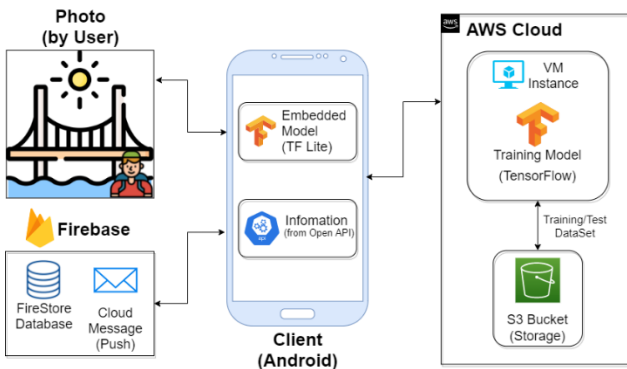 Photo
(by User)
Firebase
FireStore
Database
Cloud
Message
(Push)
Embedded
Model
(TF Lite)
api
Infomation
(from Open API)
Client
(Android)
aws
AWS Cloud
VM
Instance
Training Model
(TensorFlow)
Training/Test
DataSet
S3 Bucket
(Storage)